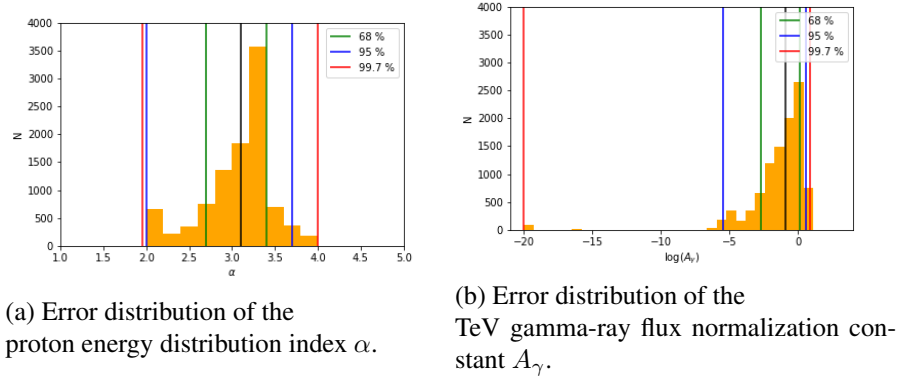 4000
3500
3000
2500
2000
1500
1000
500
0
N
1.0 1.5 2.0 2.5 3.0 3.5 4.0 4.5 5.0
α
68 %
95 %
99.7 %
(a) Error distribution of the
proton energy distribution index α.
4000
3500
3000
2500
2000
1500
1000
500
0
N
−20 −15 −10 −5 0
log(Aγ)
68 %
95 %
99.7 %
(b) Error distribution of the
TeV gamma-ray flux normalization con-
stant Aγ.